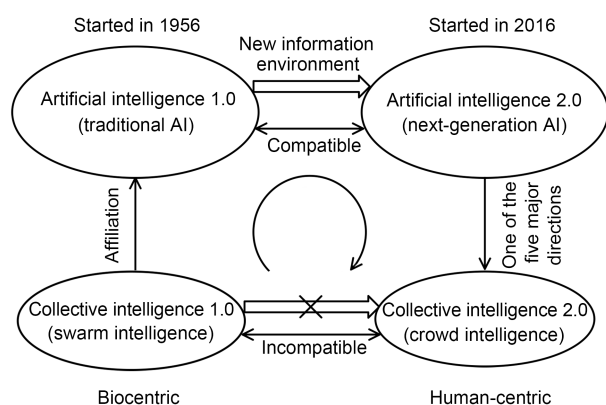 Started in 1956
Started in 2016
New information
environment
Artificial intelligence 1.0
(traditional AI)
Artificial intelligence 2.0
(next-generation AI)
Compatible
Affiliation
One of the
five major
directions
Collective intelligence 1.0
(swarm intelligence)
Collective intelligence 2.0
(crowd intelligence)
Incompatible
Biocentric
Human-centric